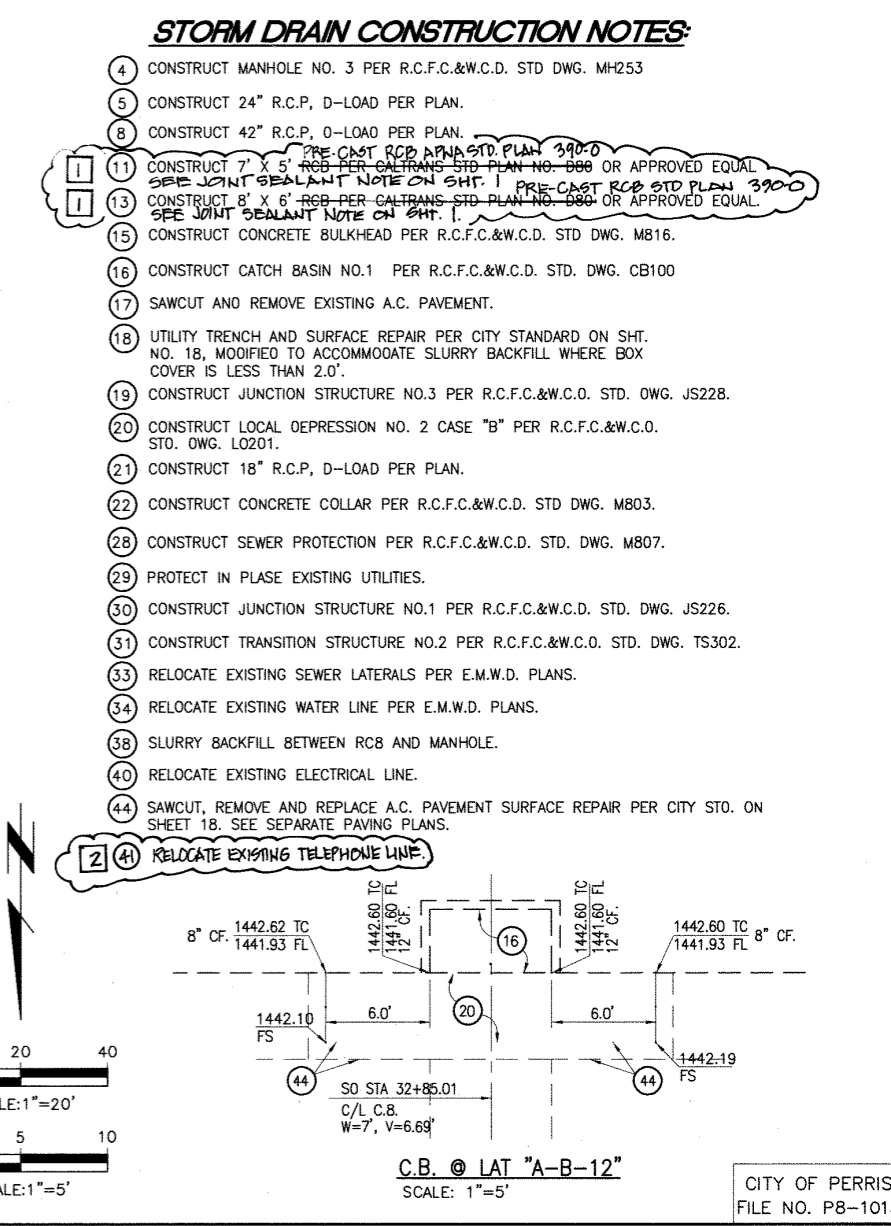 STORM DRAIN CONSTRUCTION NOTES:
4 CONSTRUCT MANHOLE NO. 3 PER R.C.F.C.&W.C.D. STD DWG. MH253
5 CONSTRUCT 24" R.C.P, D-LOAD PER PLAN.
8 CONSTRUCT 42" R.C.P, O-LOAO PER PLAN.
PRE-CAST RCB APWA STD. PLAN 390-0
1 11 CONSTRUCT 7' X 5' RCB PER CALTRANS STD PLAN NO. D80 OR APPROVED EQUAL
SEE JOINT SEALANT NOTE ON SHT. 1 PRE-CAST RCB STD PLAN 390-0
1 13 CONSTRUCT 8' X 6' RCB PER CALTRANS STD PLAN NO. D80 OR APPROVED EQUAL.
SEE JOINT SEALANT NOTE ON SHT. 1.
15 CONSTRUCT CONCRETE 8ULKHEAD PER R.C.F.C.&W.C.D. STD DWG. M816.
16 CONSTRUCT CATCH 8ASIN NO.1 PER R.C.F.C.&W.C.D. STD. DWG. CB100
17 SAWCUT ANO REMOVE EXISTING A.C. PAVEMENT.
18 UTILITY TRENCH AND SURFACE REPAIR PER CITY STANDARD ON SHT.
NO. 18, MOOIFIEO TO ACCOMMOOATE SLURRY BACKFILL WHERE BOX
COVER IS LESS THAN 2.0'.
19 CONSTRUCT JUNCTION STRUCTURE NO.3 PER R.C.F.C.&W.C.O. STD. OWG. JS228.
20 CONSTRUCT LOCAL OEPRESSION NO. 2 CASE "B" PER R.C.F.C.&W.C.O.
STO. OWG. LO201.
21 CONSTRUCT 18" R.C.P, D-LOAD PER PLAN.
22 CONSTRUCT CONCRETE COLLAR PER R.C.F.C.&W.C.D. STD DWG. M803.
28 CONSTRUCT SEWER PROTECTION PER R.C.F.C.&W.C.D. STD. DWG. M807.
29 PROTECT IN PLASE EXISTING UTILITIES.
30 CONSTRUCT JUNCTION STRUCTURE NO.1 PER R.C.F.C.&W.C.D. STD. DWG. JS226.
31 CONSTRUCT TRANSITION STRUCTURE NO.2 PER R.C.F.C.&W.C.O. STD. DWG. TS302.
33 RELOCATE EXISTING SEWER LATERALS PER E.M.W.D. PLANS.
34 RELOCATE EXISTING WATER LINE PER E.M.W.D. PLANS.
38 SLURRY 8ACKFILL 8ETWEEN RC8 AND MANHOLE.
40 RELOCATE EXISTING ELECTRICAL LINE.
44 SAWCUT, REMOVE AND REPLACE A.C. PAVEMENT SURFACE REPAIR PER CITY STO. ON
SHEET 18. SEE SEPARATE PAVING PLANS.
2 41 RELOCATE EXISTING TELEPHONE LINE.
N
8" CF. 1442.62 TC
1441.93 FL
1442.60 TC
1441.60 FL
12" CF.
16
1442.60 TC
1441.60 FL
12" CF.
1442.60 TC 8" CF.
1441.93 FL
1442.10
FS
6.0'
20
6.0'
1442.19
FS
44
44
SO STA 32+85.01
C/L C.8.
W=7', V=6.69'
C.B. @ LAT "A-B-12"
SCALE: 1"=5'
20 40
LE:1"=20'
5 10
ALE:1"=5'
CITY OF PERRIS
FILE NO. P8-101